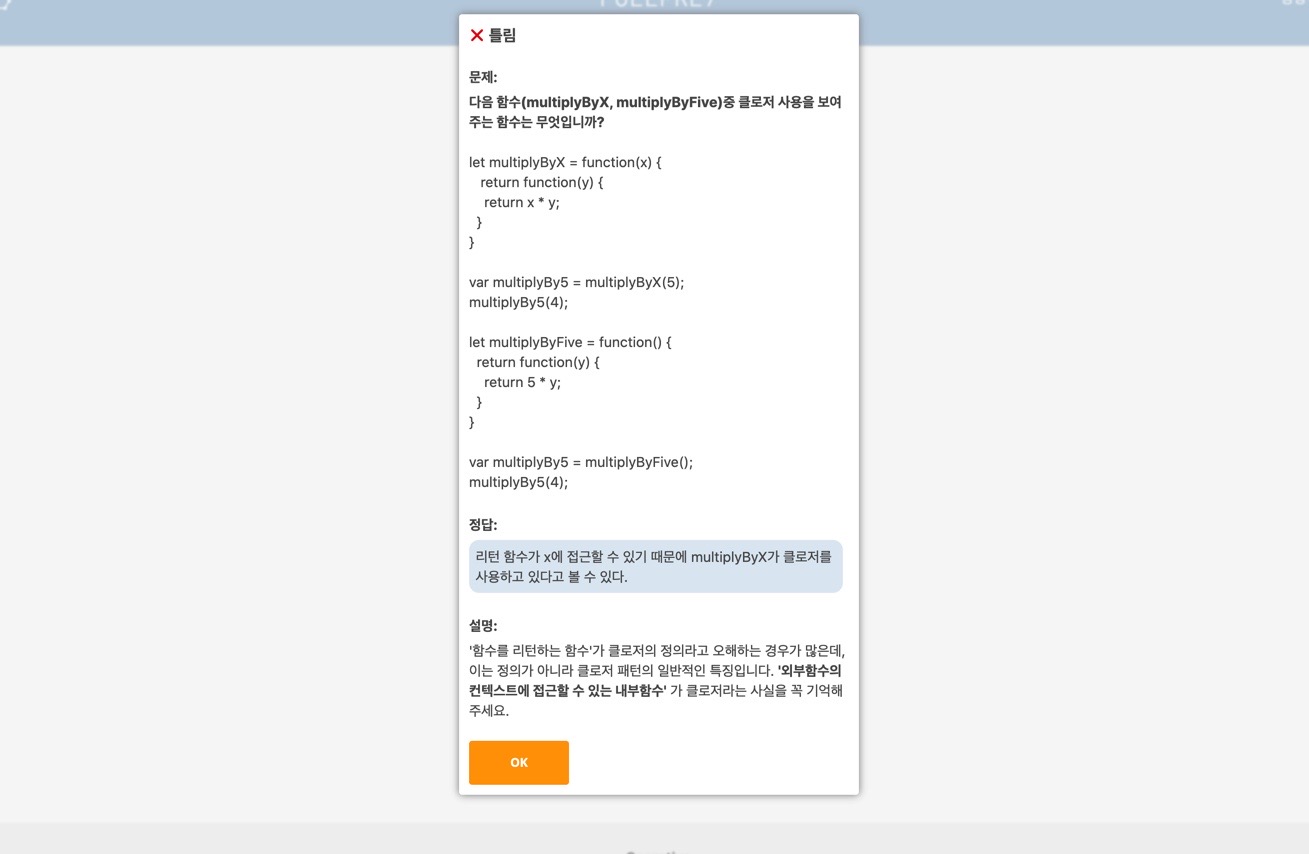 ❌ 틀림
문제:
다음 함수(multiplyByX, multiplyByFive)중 클로저 사용을 보여
주는 함수는 무엇입니까?
let multiplyByX = function(x) {
return function(y) {
return x * y;
}
}
var multiplyBy5 = multiplyByX(5);
multiplyBy5(4);
let multiplyByFive = function() {
return function(y) {
return 5 * y;
}
}
var multiplyBy5 = multiplyByFive();
multiplyBy5(4);
정답:
리턴 함수가 x에 접근할 수 있기 때문에 multiplyByX가 클로저를
사용하고 있다고 볼 수 있다.
설명:
'함수를 리턴하는 함수'가 클로저의 정의라고 오해하는 경우가 많은데,
이는 정의가 아니라 클로저 패턴의 일반적인 특징입니다. '외부함수의
컨텍스트에 접근할 수 있는 내부함수' 가 클로저라는 사실을 꼭 기억해
주세요.
OK